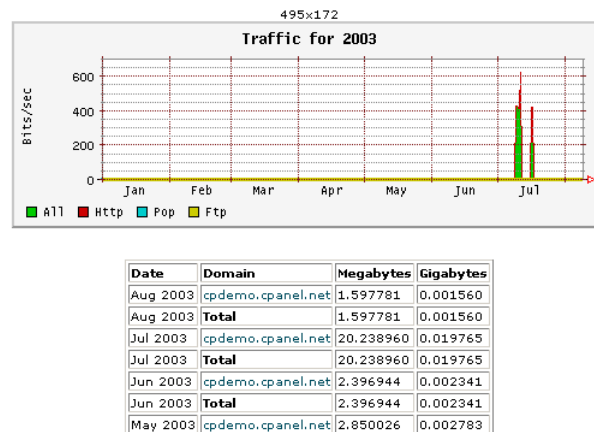 495x172
Traffic for 2003
Bits/sec
600
400
200
0
Jan Feb Mar Apr May Jun Jul
All Http Pop Ftp
Date Domain Megabytes Gigabytes
Aug 2003 cpdemo.cpanel.net 1.597781 0.001560
Aug 2003 Total 1.597781 0.001560
Jul 2003 cpdemo.cpanel.net 20.238960 0.019765
Jul 2003 Total 20.238960 0.019765
Jun 2003 cpdemo.cpanel.net 2.396944 0.002341
Jun 2003 Total 2.396944 0.002341
May 2003 cpdemo.cpanel.net 2.850026 0.002783